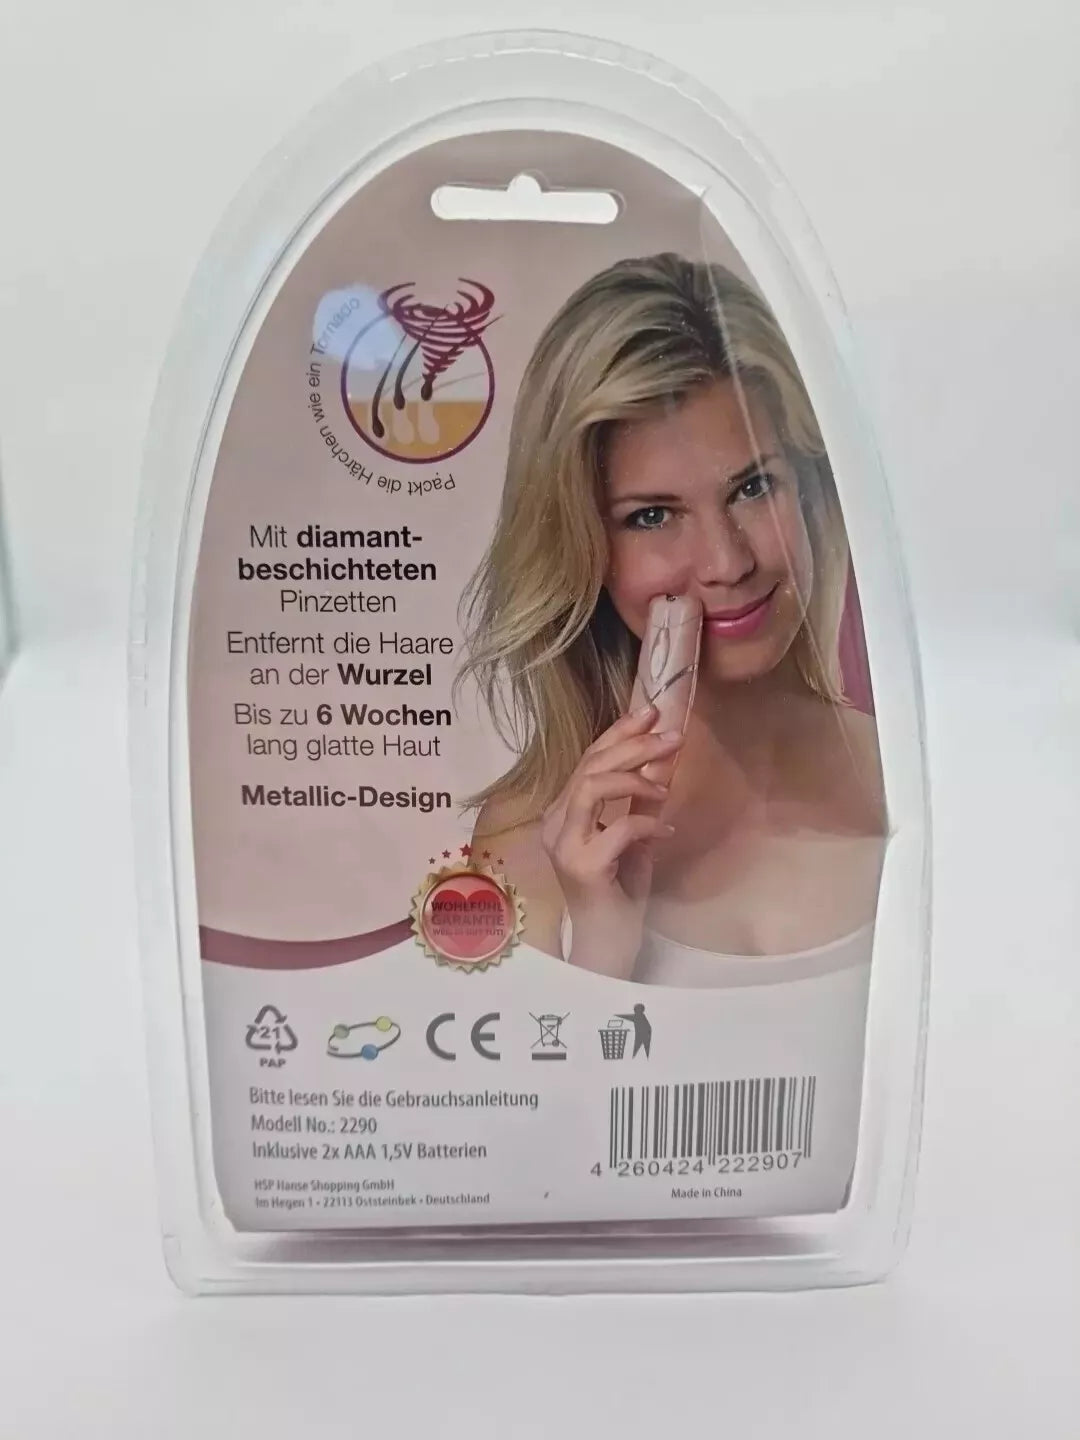 Packt die Härchen wie ein Tornado
Mit diamant-
beschichteten
Pinzetten
Entfernt die Haare
an der Wurzel
Bis zu 6 Wochen
lang glatte Haut
Metallic-Design
WOHLFÜHL
GARANTIE
21
PAP
CE
Bitte lesen Sie die Gebrauchsanleitung
Modell No.: 2290
Inklusive 2x AAA 1,5V Batterien
HSP Hanse Shopping GmbH
Im Hegen 1 • 22113 Oststeinbek • Deutschland
4 260424 222907
Made in China